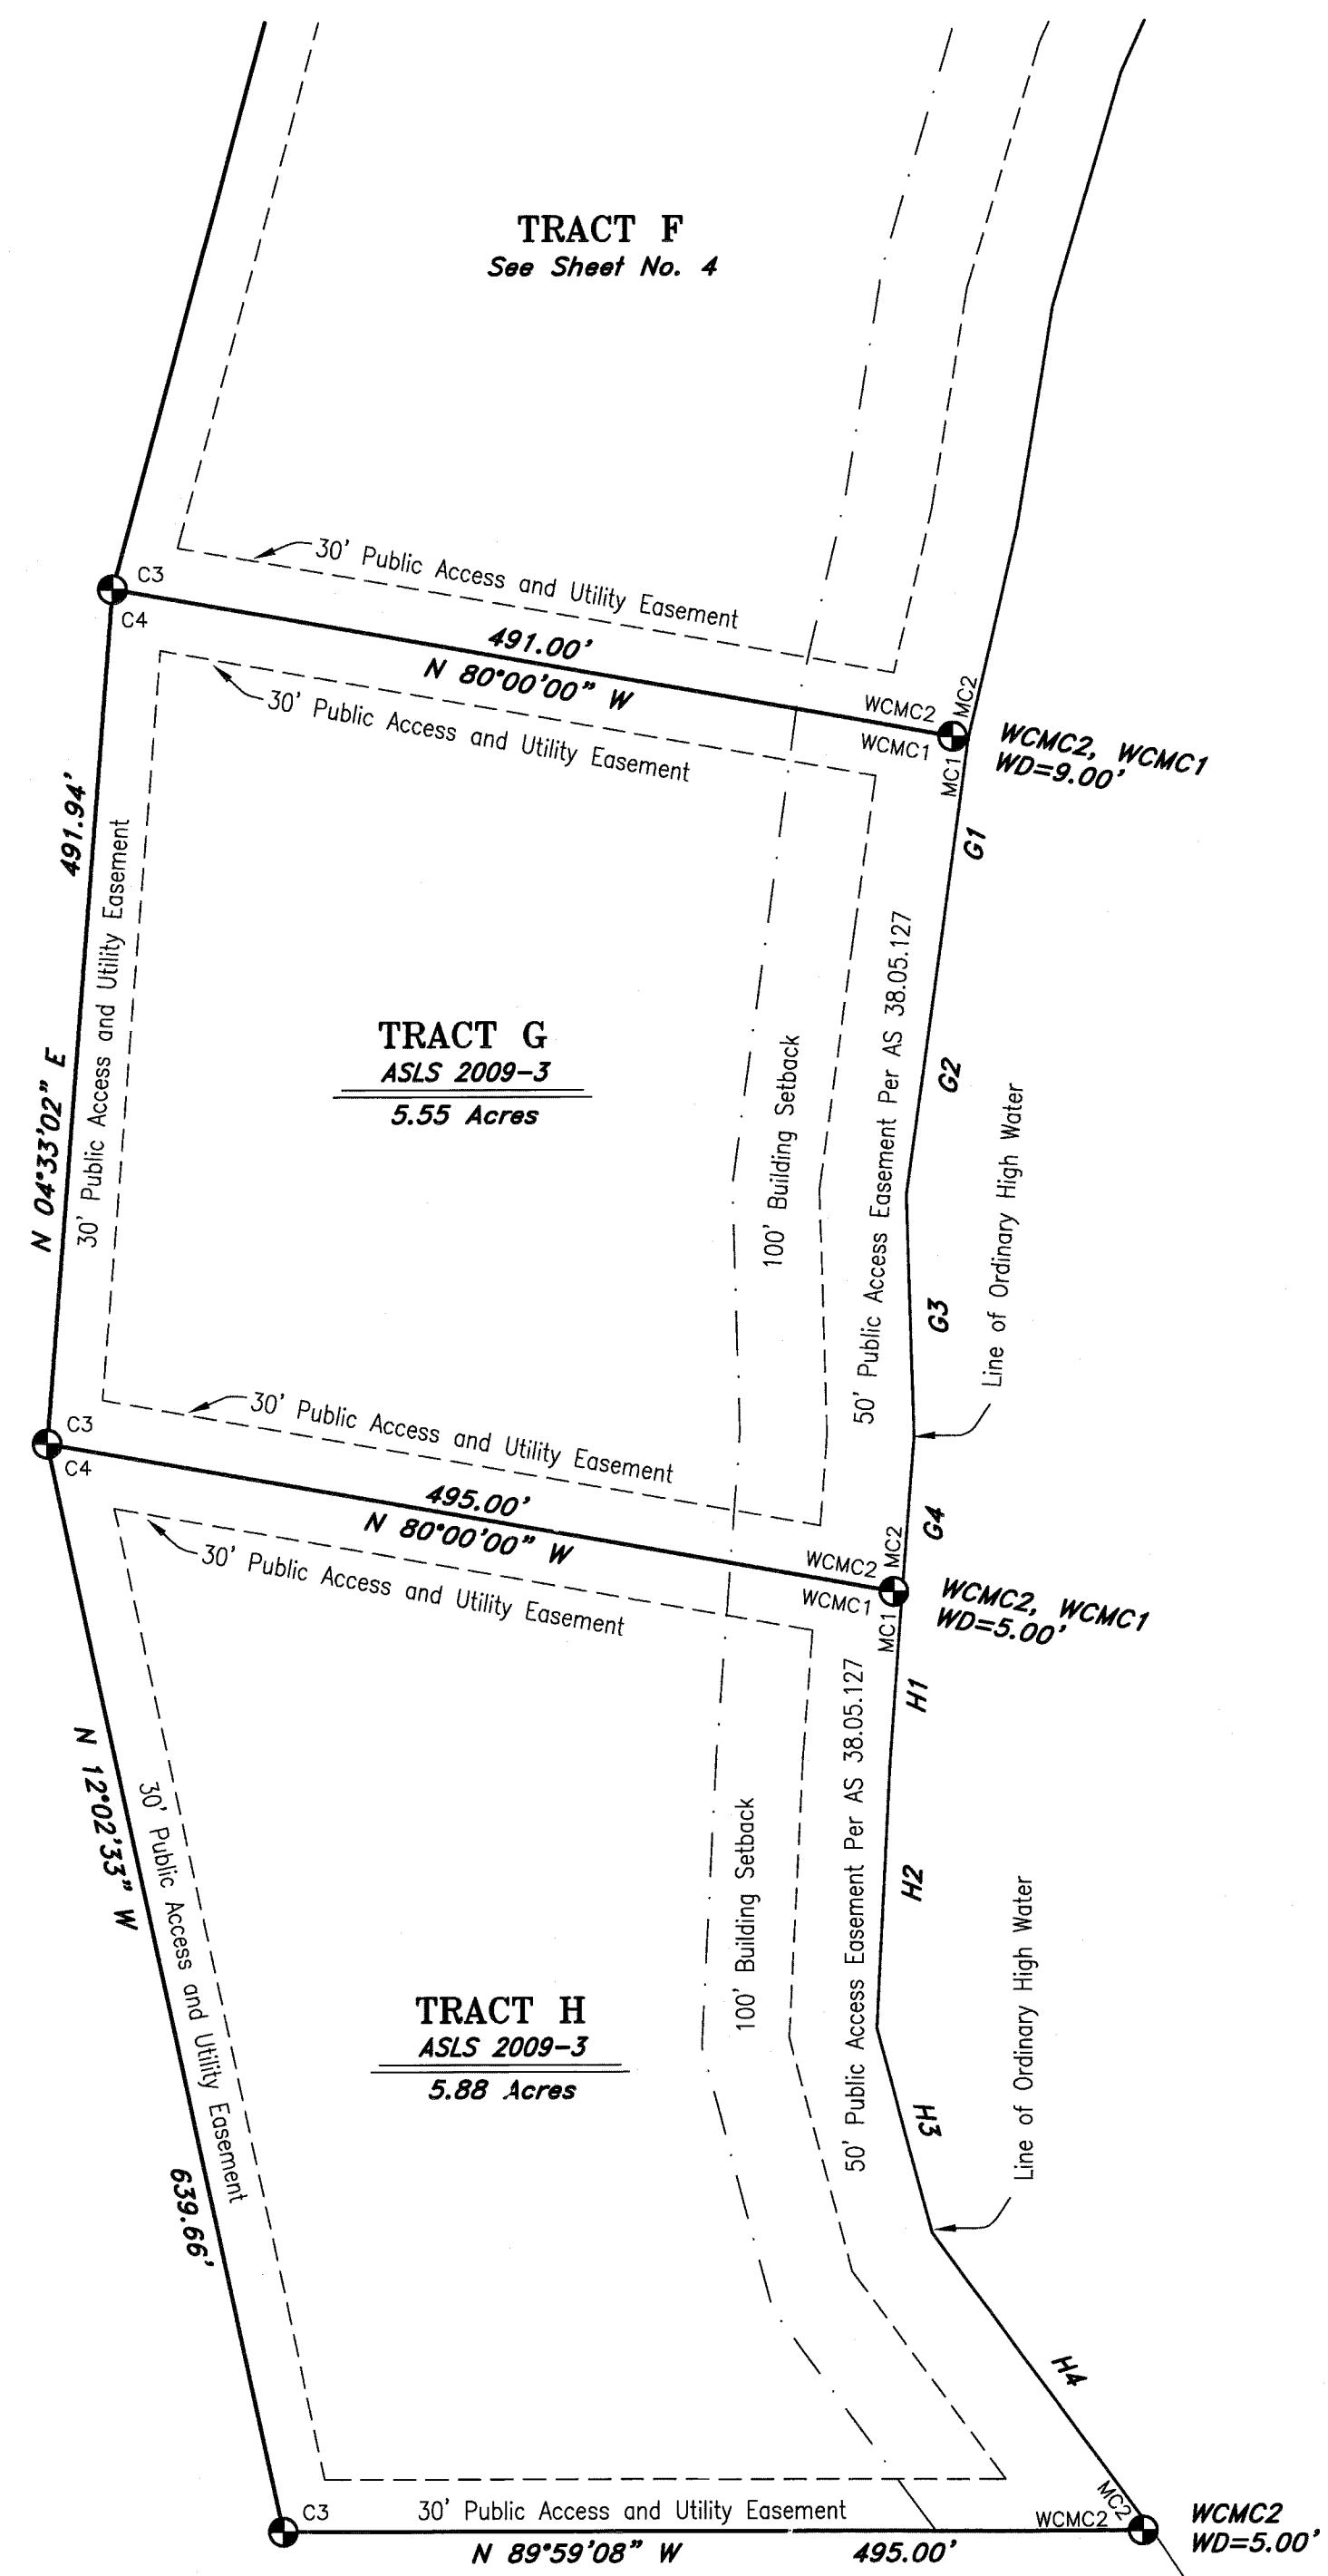 TRACT F
See Sheet No. 4
30' Public Access and Utility Easement
C3
C4
491.00'
N 80°00'00" W
30' Public Access and Utility Easement
WCMC2
MC2
WCMC1
MC1
WCMC2, WCMC1
WD=9.00'
G1
491.94'
N 04°33'02" E
30' Public Access and Utility Easement
TRACT G
ASLS 2009-3
5.55 Acres
100' Building Setback
50' Public Access Easement Per AS 38.05.127
G2
Line of Ordinary High Water
G3
30' Public Access and Utility Easement
C3
C4
495.00'
N 80°00'00" W
30' Public Access and Utility Easement
G4
WCMC2
MC2
WCMC1
MC1
WCMC2, WCMC1
WD=5.00'
H1
N 12°02'33" W
639.66'
30' Public Access and Utility Easement
TRACT H
ASLS 2009-3
5.88 Acres
100' Building Setback
50' Public Access Easement Per AS 38.05.127
H2
Line of Ordinary High Water
H3
H4
C3
30' Public Access and Utility Easement
WCMC2
MC2
WCMC2
WD=5.00'
N 89°59'08" W
495.00'